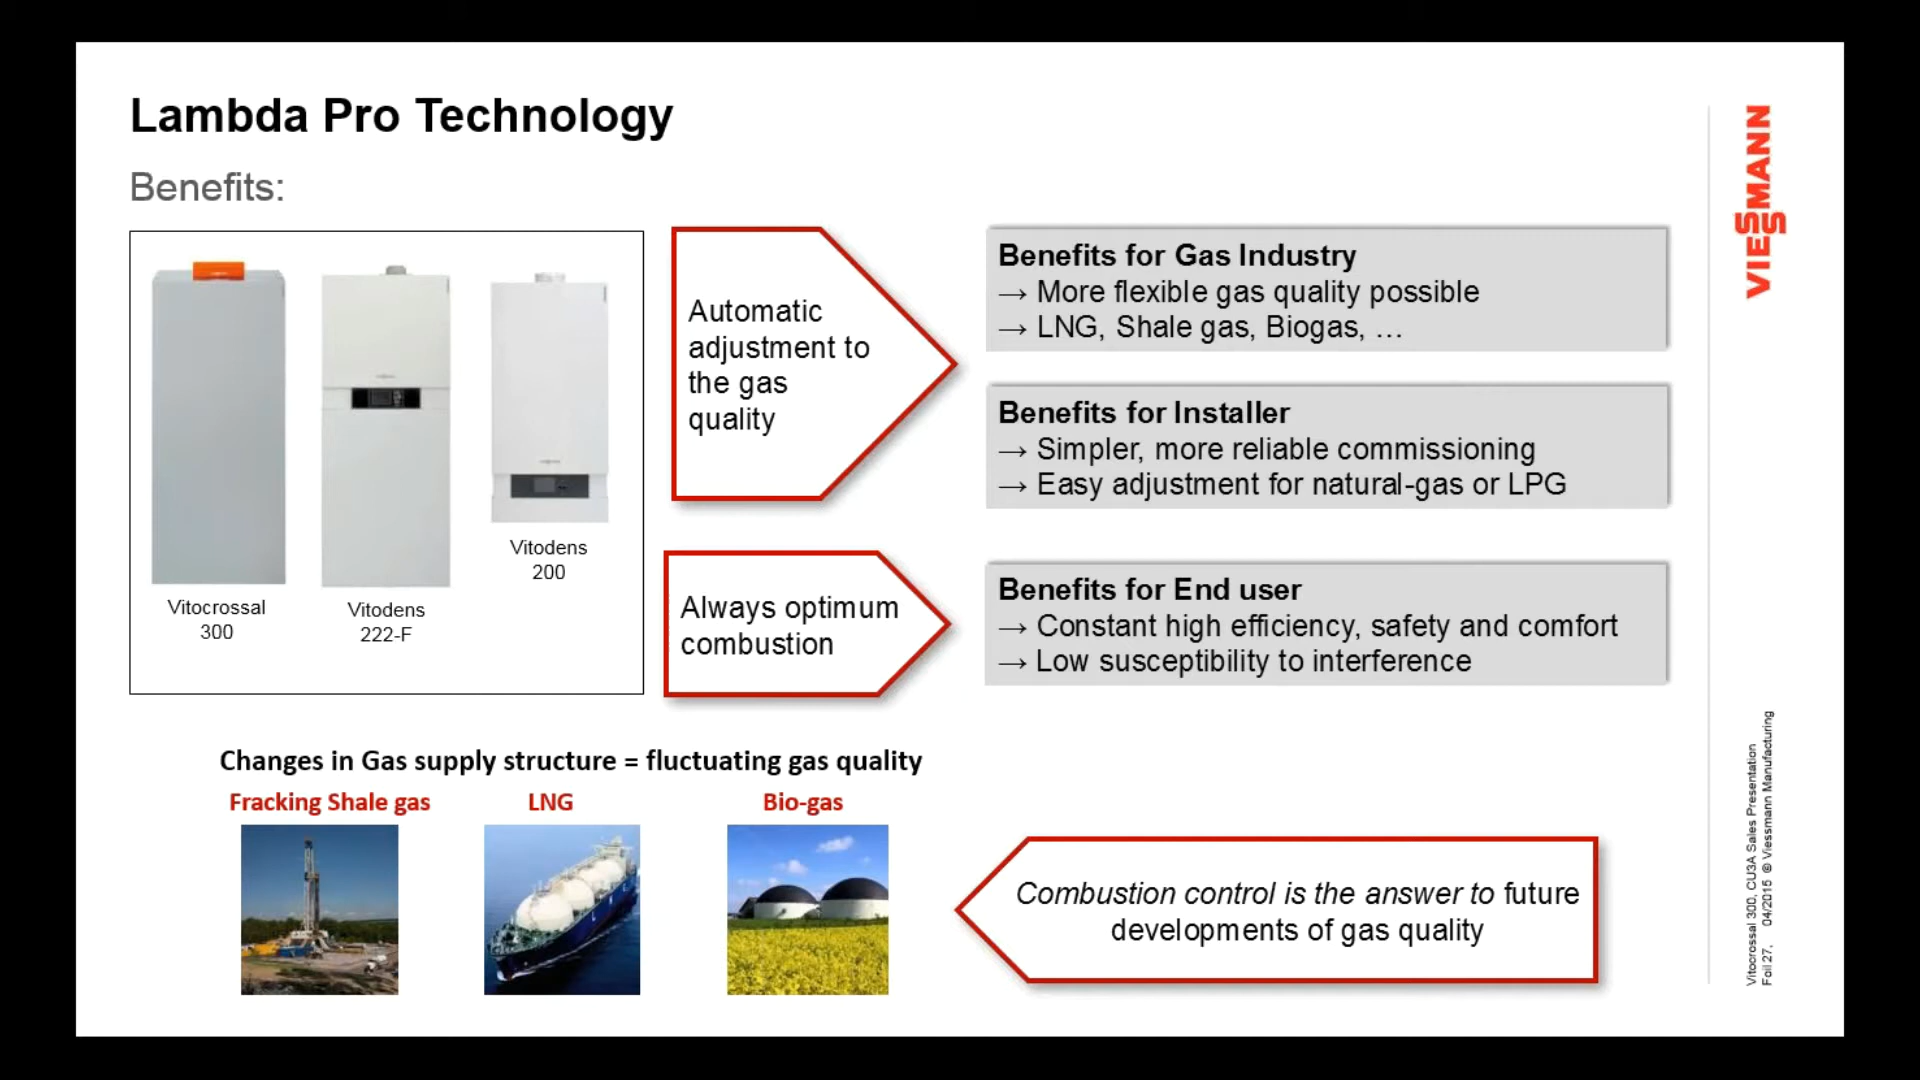 Lambda Pro Technology
Benefits:
Vitocrossal
300
Vitodens
222-F
Vitodens
200
Automatic
adjustment to
the gas
quality
Always optimum
combustion
Benefits for Gas Industry
→ More flexible gas quality possible
→ LNG, Shale gas, Biogas, …
Benefits for Installer
→ Simpler, more reliable commissioning
→ Easy adjustment for natural-gas or LPG
Benefits for End user
→ Constant high efficiency, safety and comfort
→ Low susceptibility to interference
Changes in Gas supply structure = fluctuating gas quality
Fracking Shale gas
LNG
Bio-gas
Combustion control is the answer to future
developments of gas quality
VIESSMANN
Vitocrossal 300, CU3A Sales Presentation
Foil 27. 04/2015 © Viessmann Manufacturing